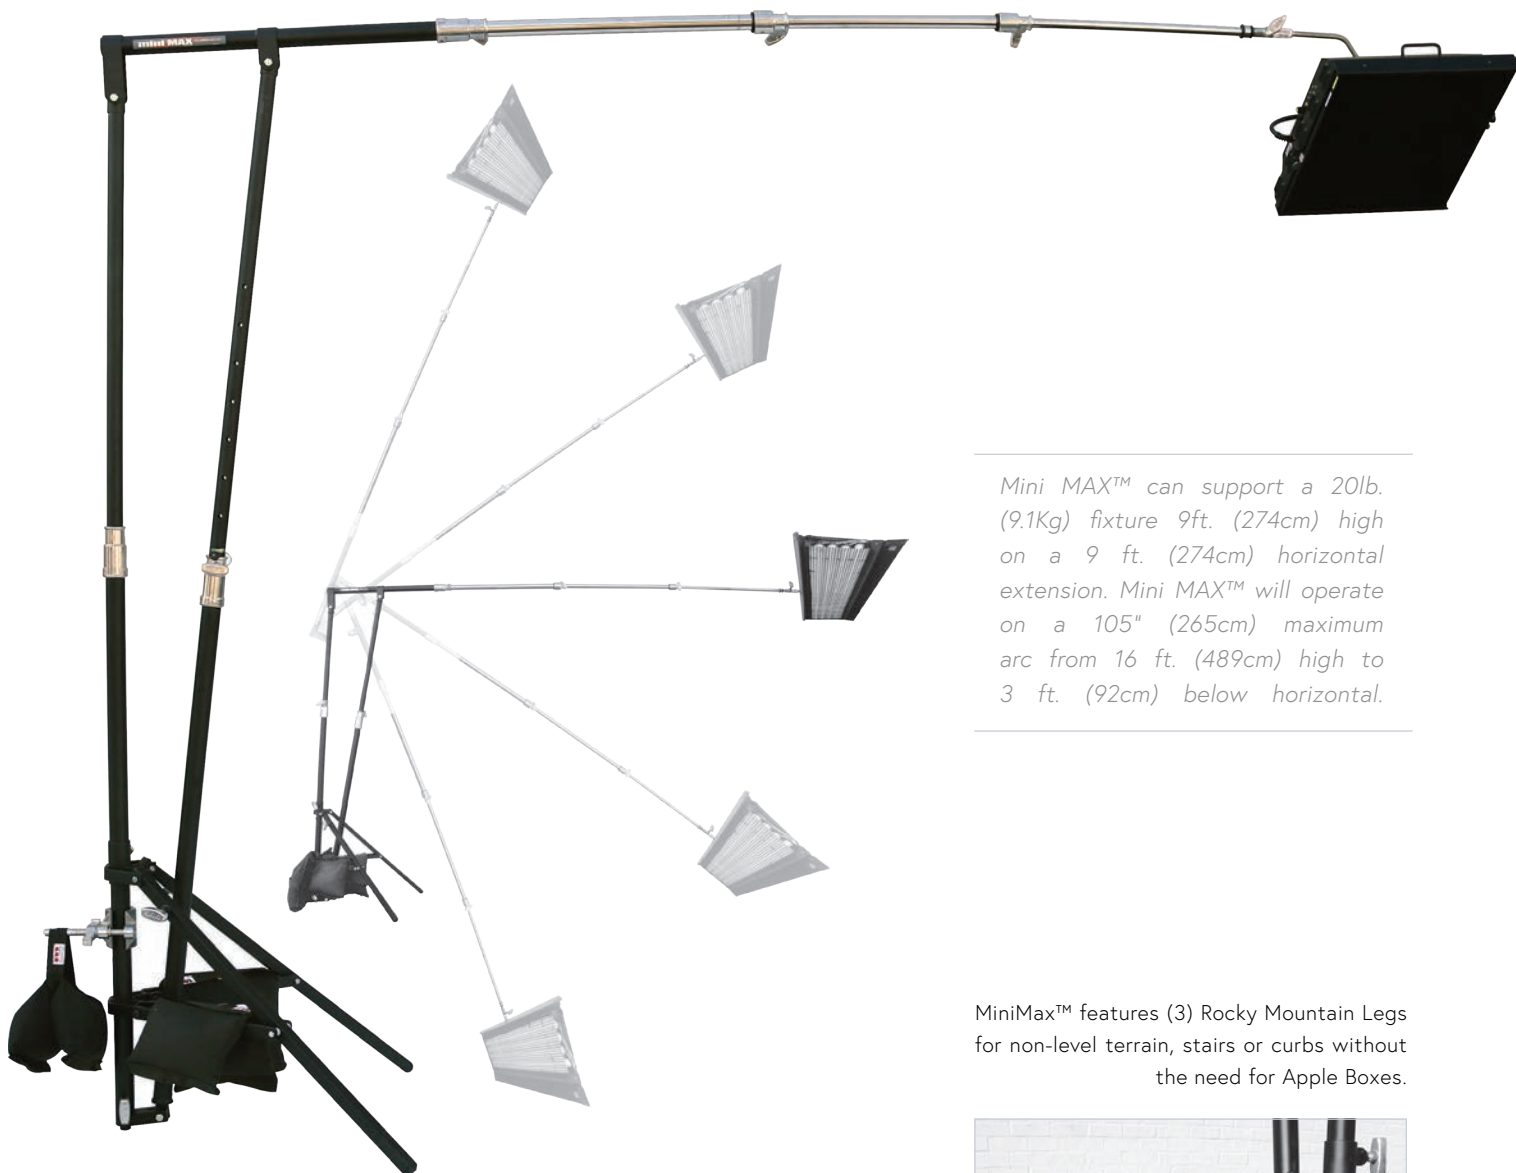 mini MAX
Mini MAX™ can support a 20lb.
(9.1Kg) fixture 9ft. (274cm) high
on a 9 ft. (274cm) horizontal
extension. Mini MAX™ will operate
on a 105" (265cm) maximum
arc from 16 ft. (489cm) high to
3 ft. (92cm) below horizontal.
MiniMax™ features (3) Rocky Mountain Legs
for non-level terrain, stairs or curbs without
the need for Apple Boxes.